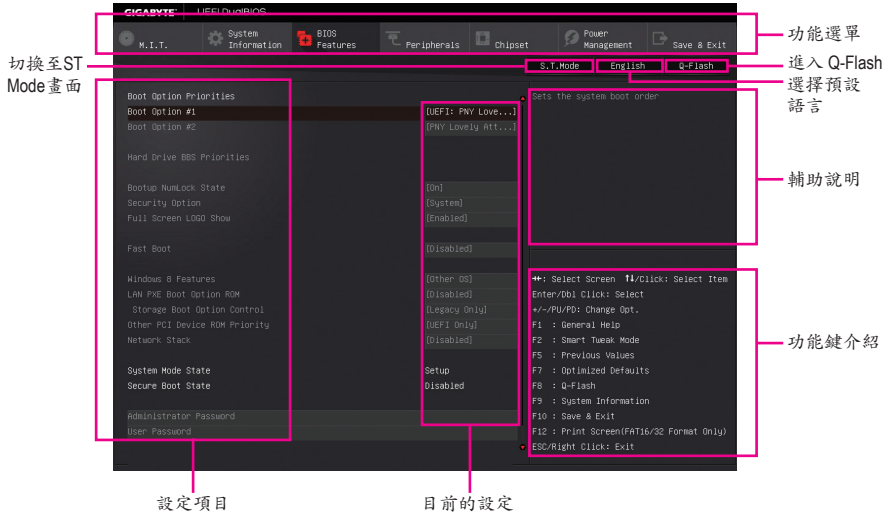 GIGABYTE UEFI DualBIOS
M.I.T.
System Information
BIOS Features
Peripherals
Chipset
Power Management
Save & Exit
功能選單
切換至ST Mode畫面
S.T.Mode
English
Q-Flash
進入 Q-Flash
選擇預設語言
Boot Option Priorities
Boot Option #1 [UEFI: PNY Love...]
Boot Option #2 [PNY Lovely Att...]
Hard Drive BBS Priorities
Bootup NumLock State [On]
Security Option [System]
Full Screen LOGO Show [Enabled]
Fast Boot [Disabled]
Windows 8 Features [Other OS]
LAN PXE Boot Option ROM [Disabled]
Storage Boot Option Control [Legacy Only]
Other PCI Device ROM Priority [UEFI Only]
Network Stack [Disabled]
System Mode State Setup
Secure Boot State Disabled
Administrator Password
User Password
Sets the system boot order
輔助說明
→←: Select Screen ↑↓/Click: Select Item
Enter/Dbl Click: Select
+/-/PU/PD: Change Opt.
F1 : General Help
F2 : Smart Tweak Mode
F5 : Previous Values
F7 : Optimized Defaults
F8 : Q-Flash
F9 : System Information
F10 : Save & Exit
F12 : Print Screen(FAT16/32 Format Only)
ESC/Right Click: Exit
功能鍵介紹
設定項目
目前的設定